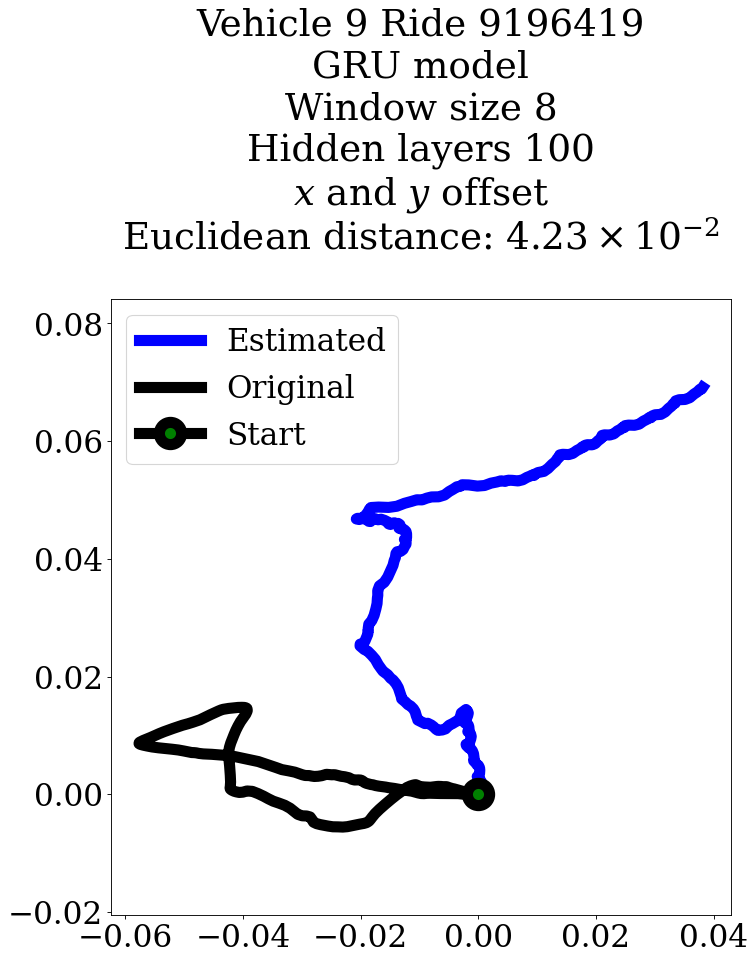 Vehicle 9 Ride 9196419
GRU model
Window size 8
Hidden layers 100
x and y offset
Euclidean distance: 4.23 × 10⁻²
Estimated
Original
Start
0.08
0.06
0.04
0.02
0.00
−0.02
−0.06 −0.04 −0.02 0.00 0.02 0.04